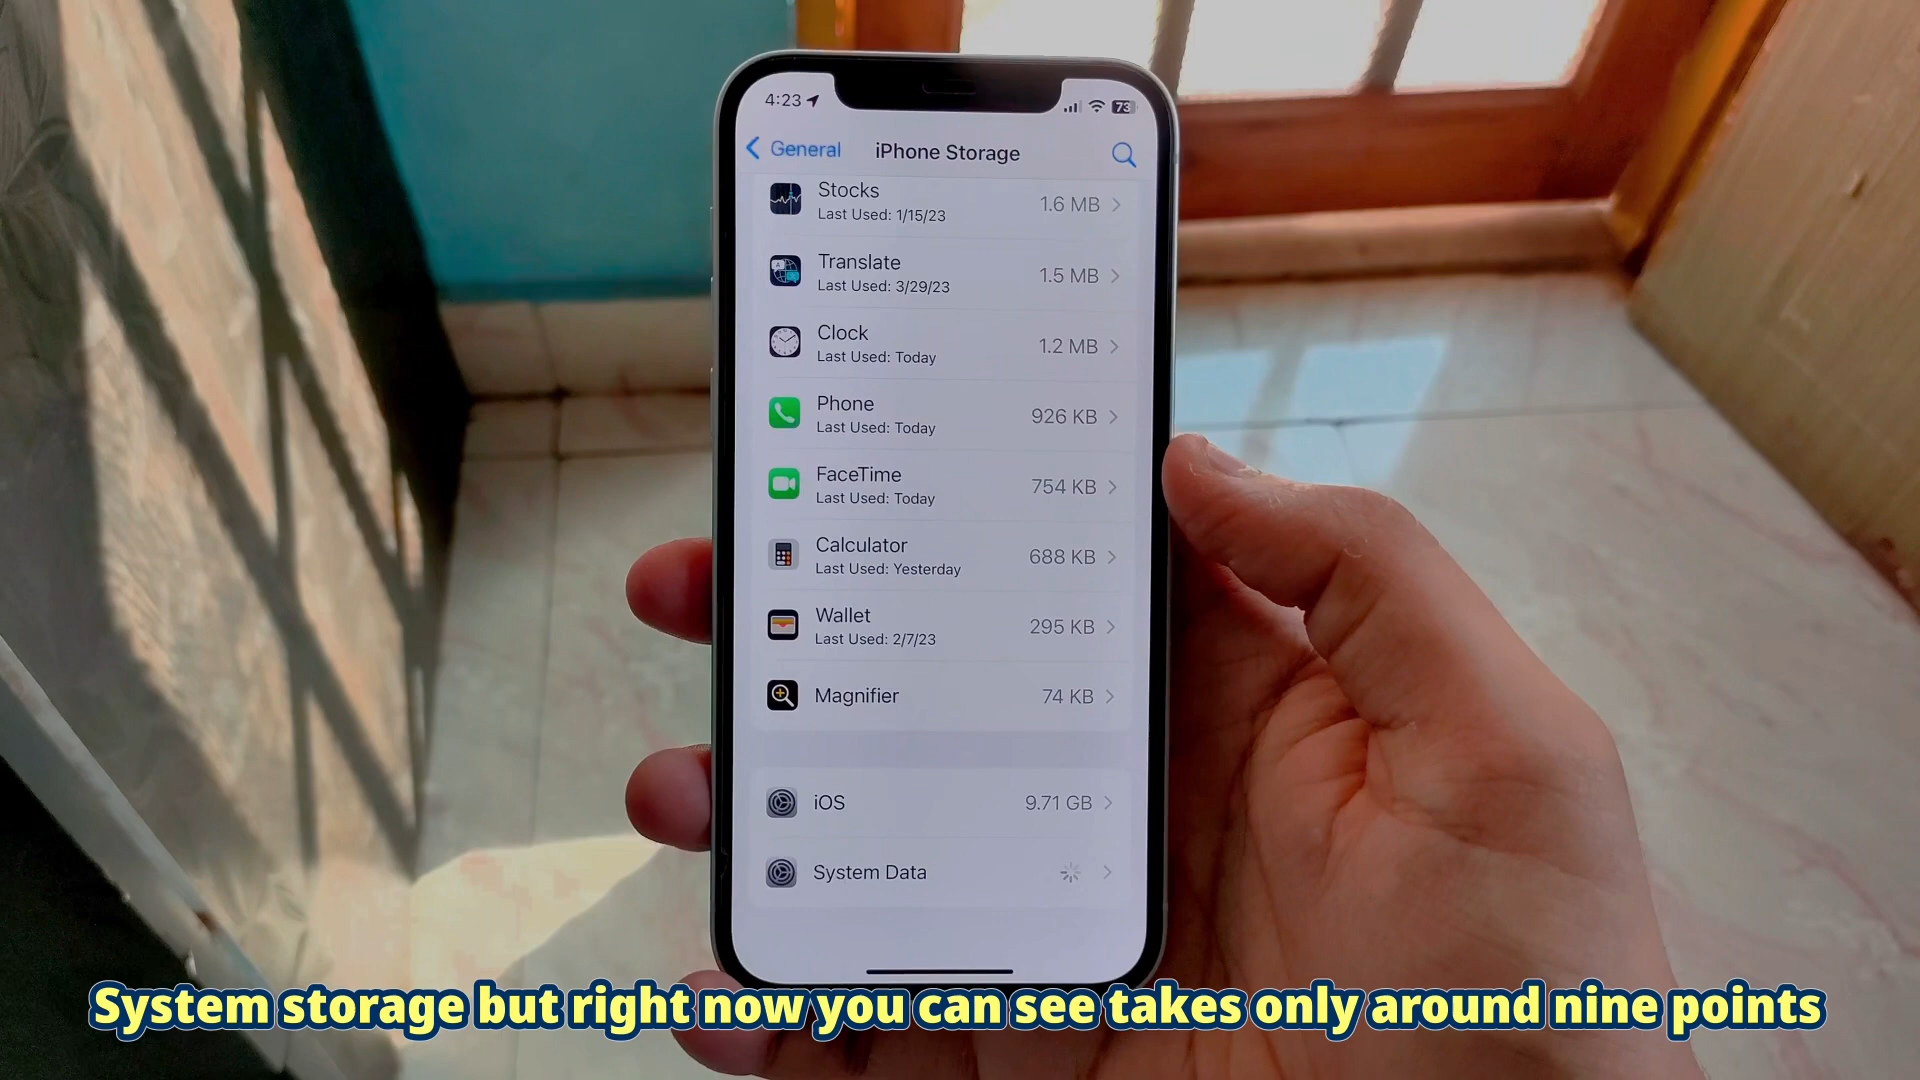 4:23
73
General
iPhone Storage
Stocks
Last Used: 1/15/23
1.6 MB
Translate
Last Used: 3/29/23
1.5 MB
Clock
Last Used: Today
1.2 MB
Phone
Last Used: Today
926 KB
FaceTime
Last Used: Today
754 KB
Calculator
Last Used: Yesterday
688 KB
Wallet
Last Used: 2/7/23
295 KB
Magnifier
74 KB
iOS
9.71 GB
System Data
System storage but right now you can see takes only around nine points